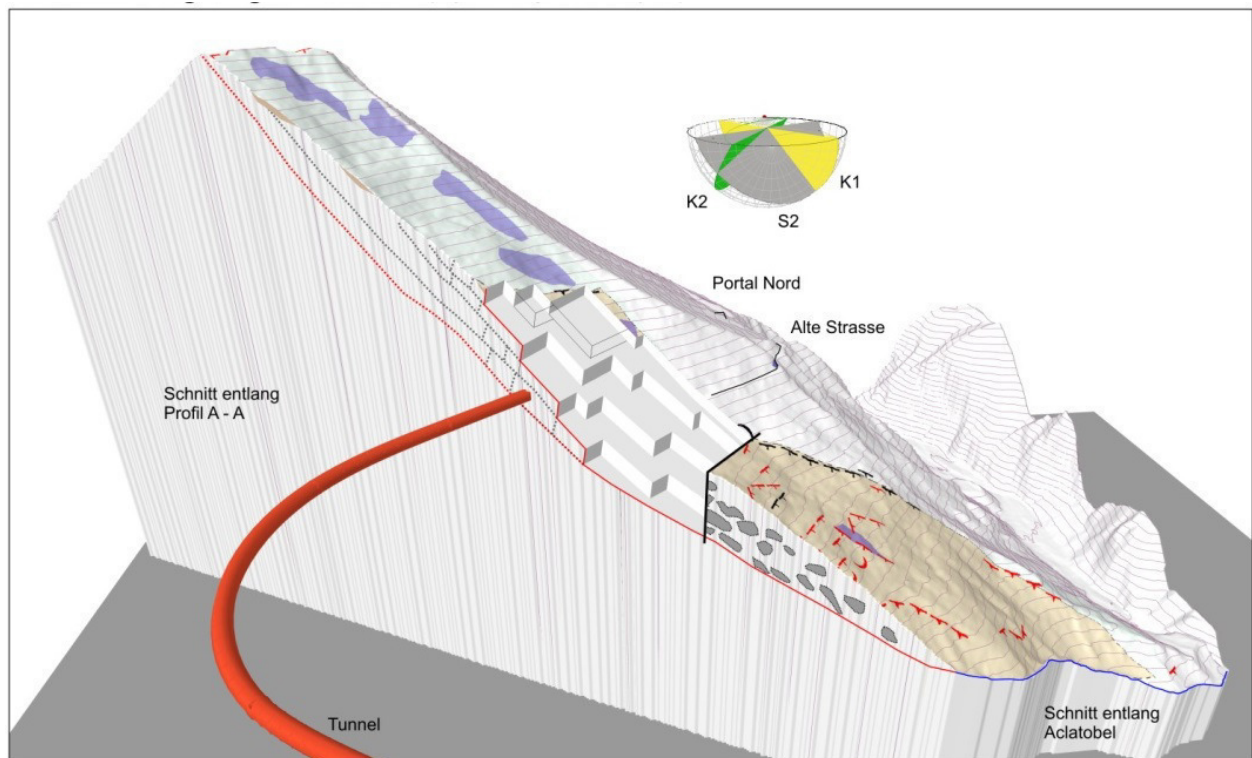 K1
K2
S2
Portal Nord
Alte Strasse
Schnitt entlang
Profil A - A
Tunnel
Schnitt entlang
Aclatobel